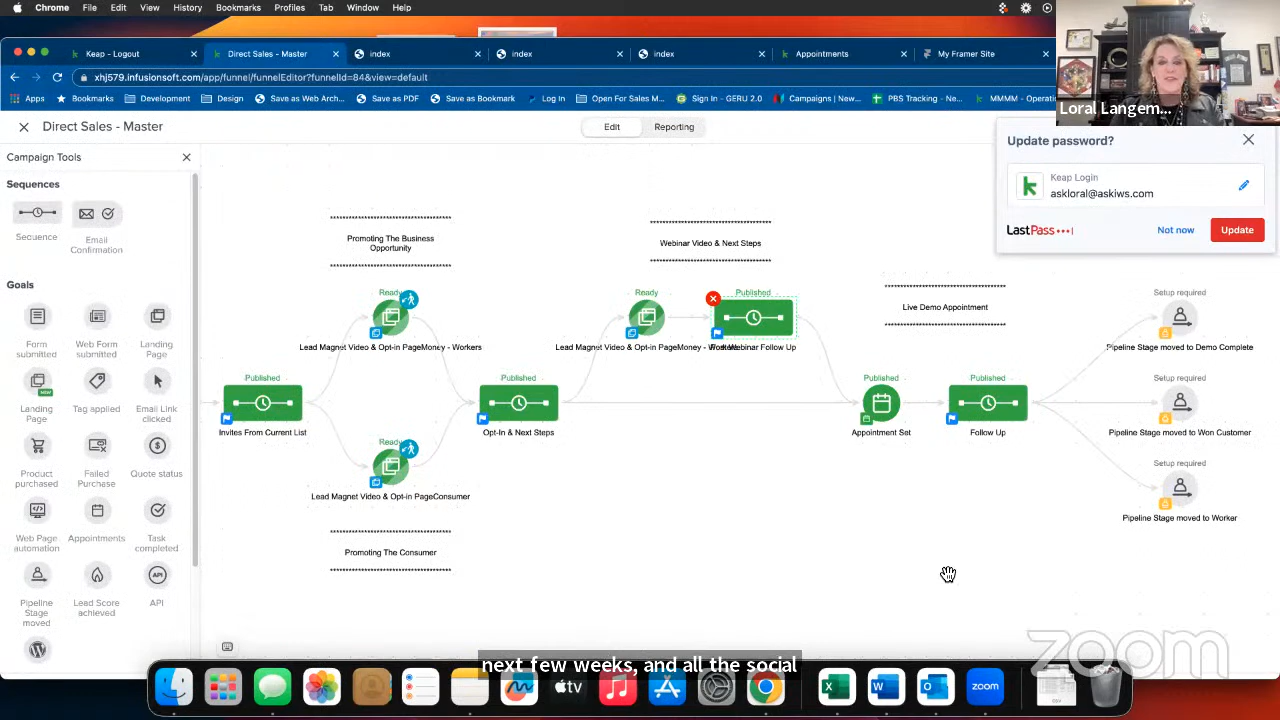 Chrome File Edit View History Bookmarks Profiles Tab Window Help
Keap - Logout
Direct Sales - Master
index
index
index
Appointments
My Framer Site
xhj579.infusionsoft.com/app/funnel/funnelEditor?funnelId=84&view=default
Apps
Bookmarks
Development
Design
Save as Web Arch...
Save as PDF
Save as Bookmark
Log In
Open For Sales M...
Sign In - GERU 2.0
Campaigns | New...
PBS Tracking - Ne...
MMMM - Operati
Loral Langem...
Direct Sales - Master
Edit
Reporting
Update password?
Keap Login
askloral@askiws.com
LastPass
Not now
Update
Campaign Tools
Sequences
Sequence
Email
Confirmation
Goals
Form
submitted
Web Form
submitted
Landing
Page
NEW
Landing
Page
Tag applied
Email Link
clicked
Product
purchased
Failed
Purchase
Quote status
Web Page
automation
Appointments
Task
completed
Pipeline
Stage
moved
Lead Score
achieved
API
API
****************************************
Promoting The Business
Opportunity
****************************************
Ready
Lead Magnet Video & Opt-in PageMoney - Workers
Published
Invites From Current List
Ready
Lead Magnet Video & Opt-in PageConsumer
****************************************
Promoting The Consumer
****************************************
Published
Opt-In & Next Steps
****************************************
Webinar Video & Next Steps
****************************************
Ready
Lead Magnet Video & Opt-in PageMoney -
Published
Webinar Follow Up
****************************************
Live Demo Appointment
****************************************
Published
Appointment Set
Published
Follow Up
Setup required
Pipeline Stage moved to Demo Complete
Setup required
Pipeline Stage moved to Won Customer
Setup required
Pipeline Stage moved to Worker
next few weeks, and all the social
zoom
tv
zoom
CSV